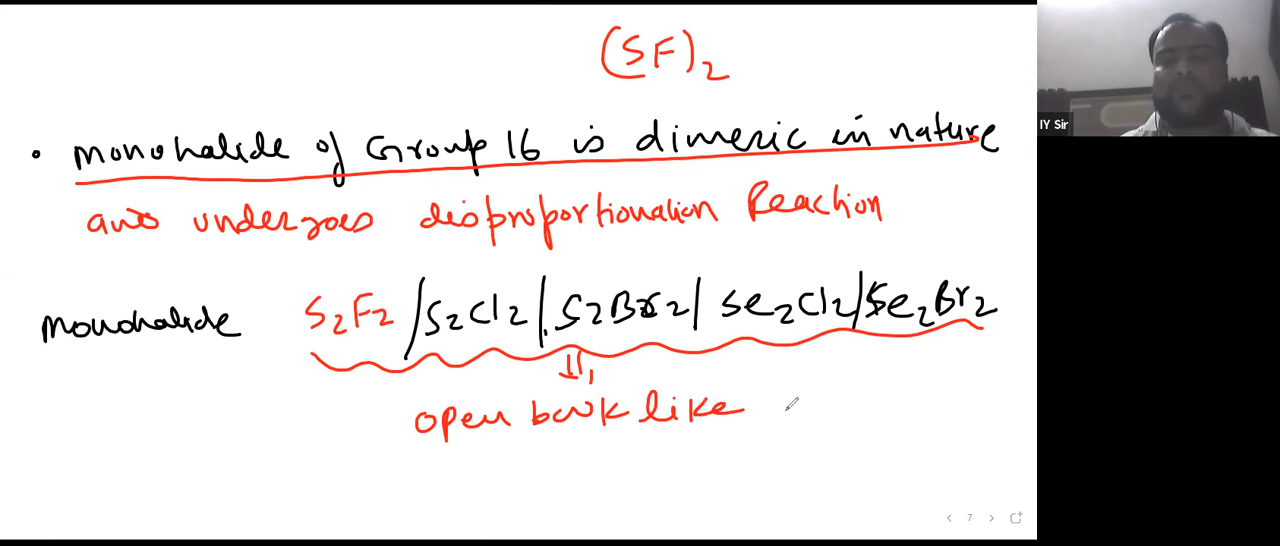 (SF)₂
IY Sir
• Monohalide of Group 16 is dimeric in nature
and undergoes disproportionation Reaction
Monohalide S₂F₂ / S₂Cl₂ / S₂Br₂ / Se₂Cl₂ / Se₂Br₂
⇓
open book like
< 7 >